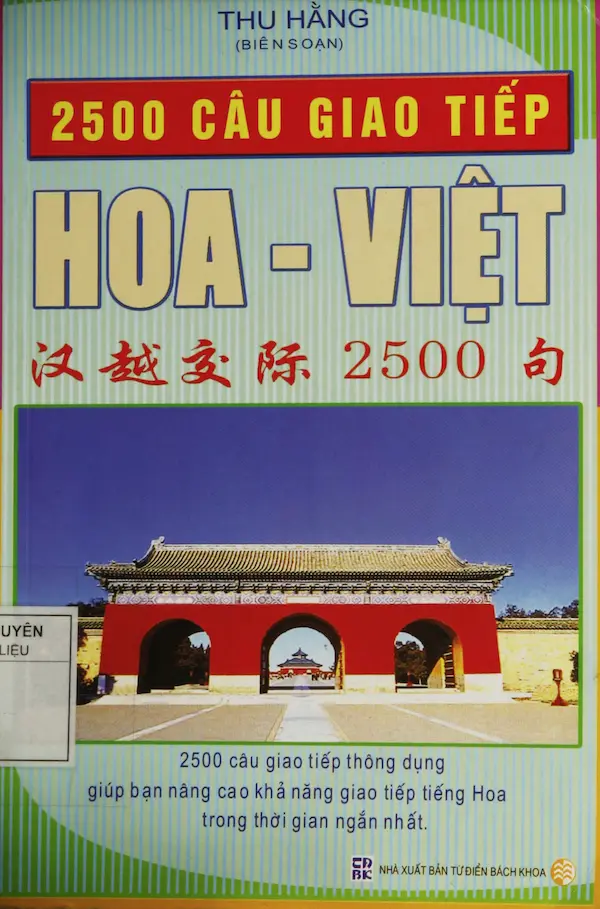 THU HẰNG
(BIÊN SOẠN)
2500 CÂU GIAO TIẾP
HOA - VIỆT
汉越交际 2500 句
UYÊN
LIỆU
2500 câu giao tiếp thông dụng
giúp bạn nâng cao khả năng giao tiếp tiếng Hoa
trong thời gian ngắn nhất.
TĐ
BK
NHÀ XUẤT BẢN TỪ ĐIỂN BÁCH KHOA